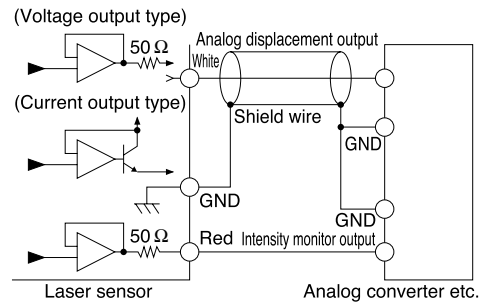 (Voltage output type)
50 Ω
Analog displacement output
White
(Current output type)
Shield wire
GND
GND
GND
50 Ω
Red
Intensity monitor output
Laser sensor
Analog converter etc.